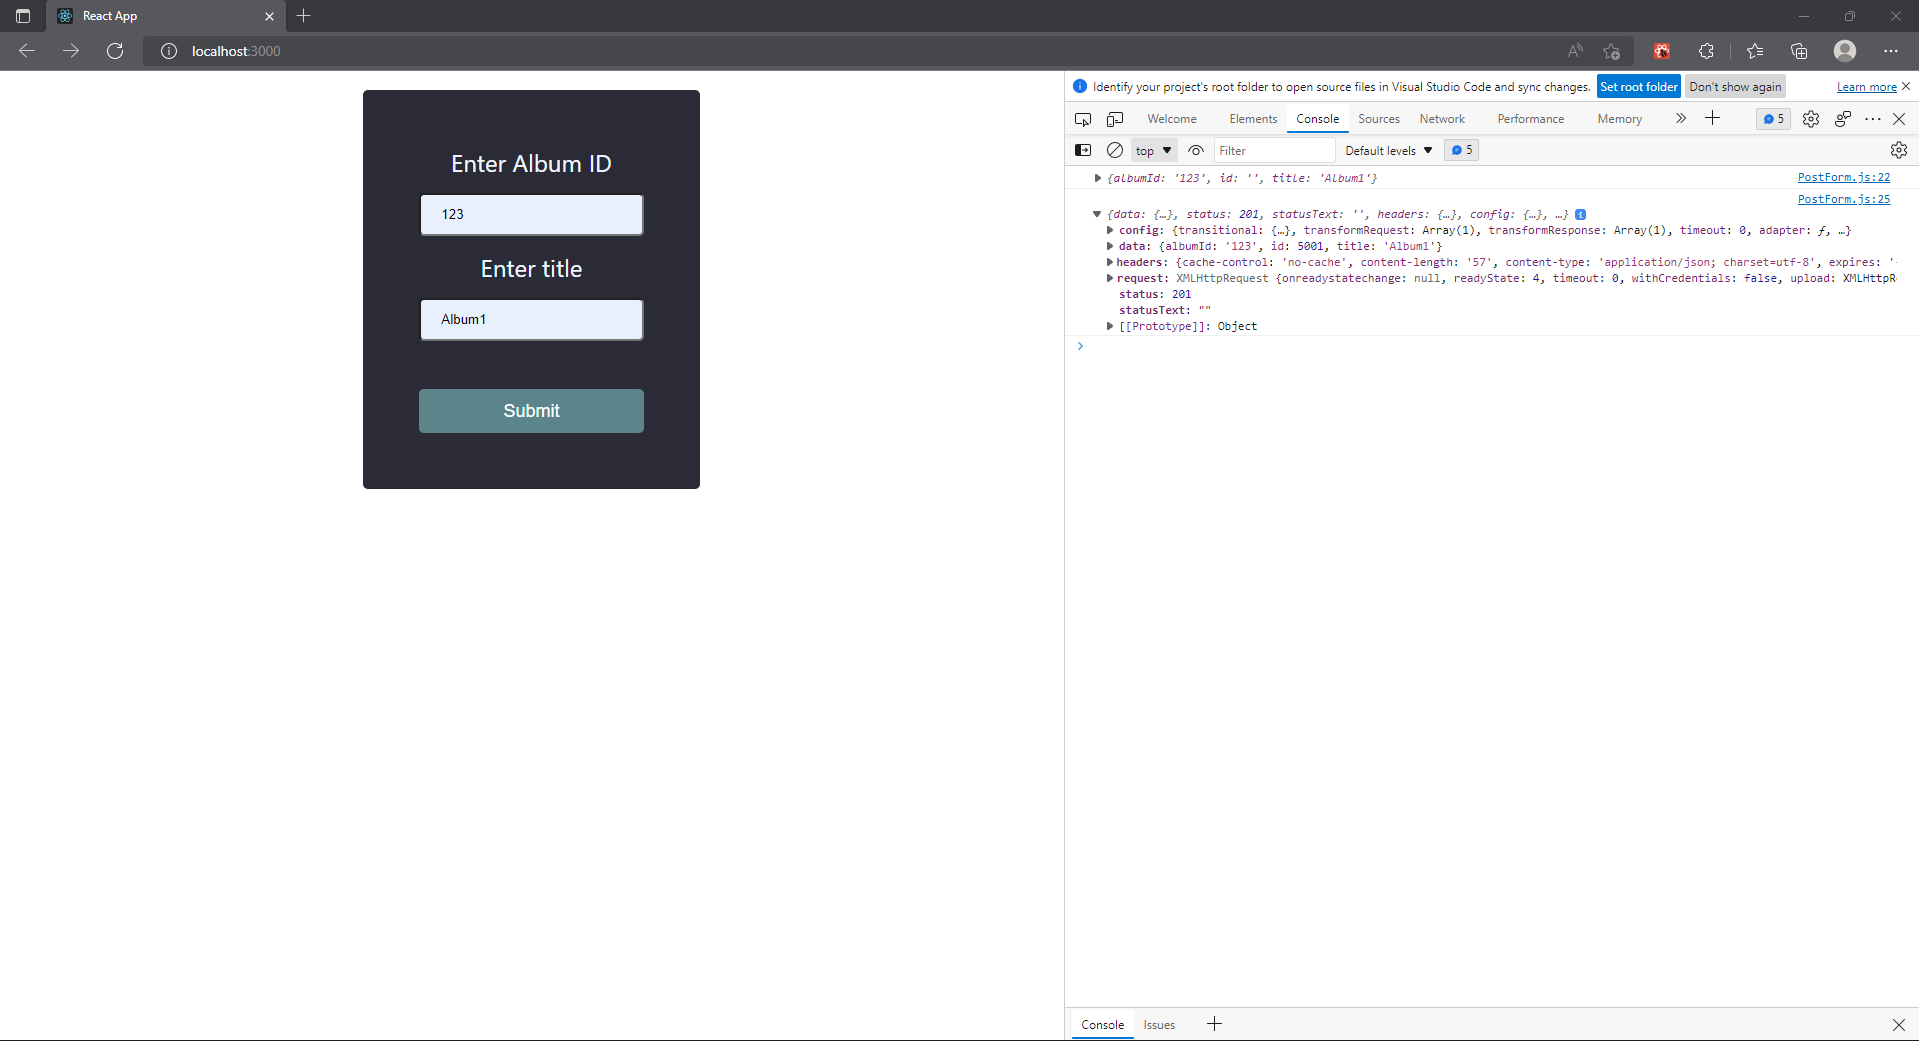 React App
localhost:3000
Identify your project's root folder to open source files in Visual Studio Code and sync changes. Set root folder Don't show again Learn more
Welcome Elements Console Sources Network Performance Memory 5
top Filter Default levels 5
{albumId: '123', id: '', title: 'Album1'} PostForm.js:22
PostForm.js:25
{data: {…}, status: 201, statusText: '', headers: {…}, config: {…}, …}
config: {transitional: {…}, transformRequest: Array(1), transformResponse: Array(1), timeout: 0, adapter: ƒ, …}
data: {albumId: '123', id: 5001, title: 'Album1'}
headers: {cache-control: 'no-cache', content-length: '57', content-type: 'application/json; charset=utf-8', expires: '
request: XMLHttpRequest {onreadystatechange: null, readyState: 4, timeout: 0, withCredentials: false, upload: XMLHttpR
status: 201
statusText: ""
[[Prototype]]: Object
Enter Album ID
123
Enter title
Album1
Submit
Console Issues